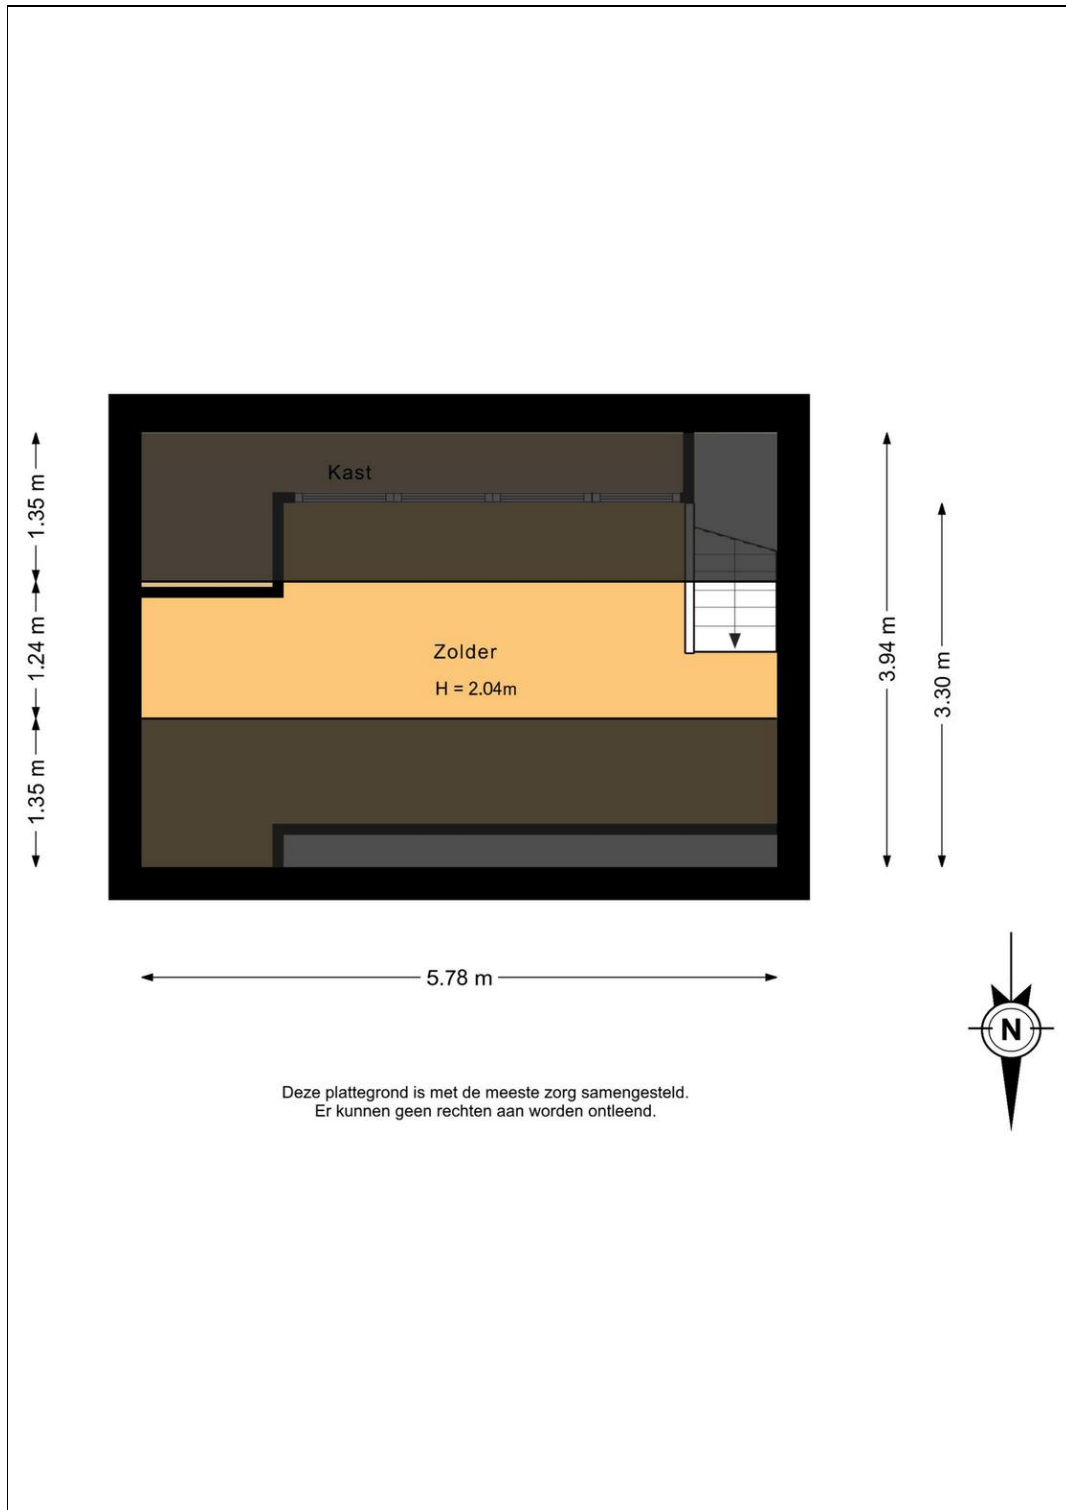 Kast
1.35 m
1.24 m
1.35 m
Zolder
H = 2.04m
3.94 m
3.30 m
5.78 m
N
Deze plattegrond is met de meeste zorg samengesteld.
Er kunnen geen rechten aan worden ontleend.